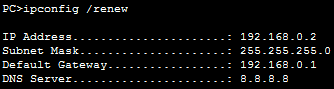 PC>ipconfig /renew
IP Address......................: 192.168.0.2
Subnet Mask.....................: 255.255.255.0
Default Gateway.................: 192.168.0.1
DNS Server......................: 8.8.8.8